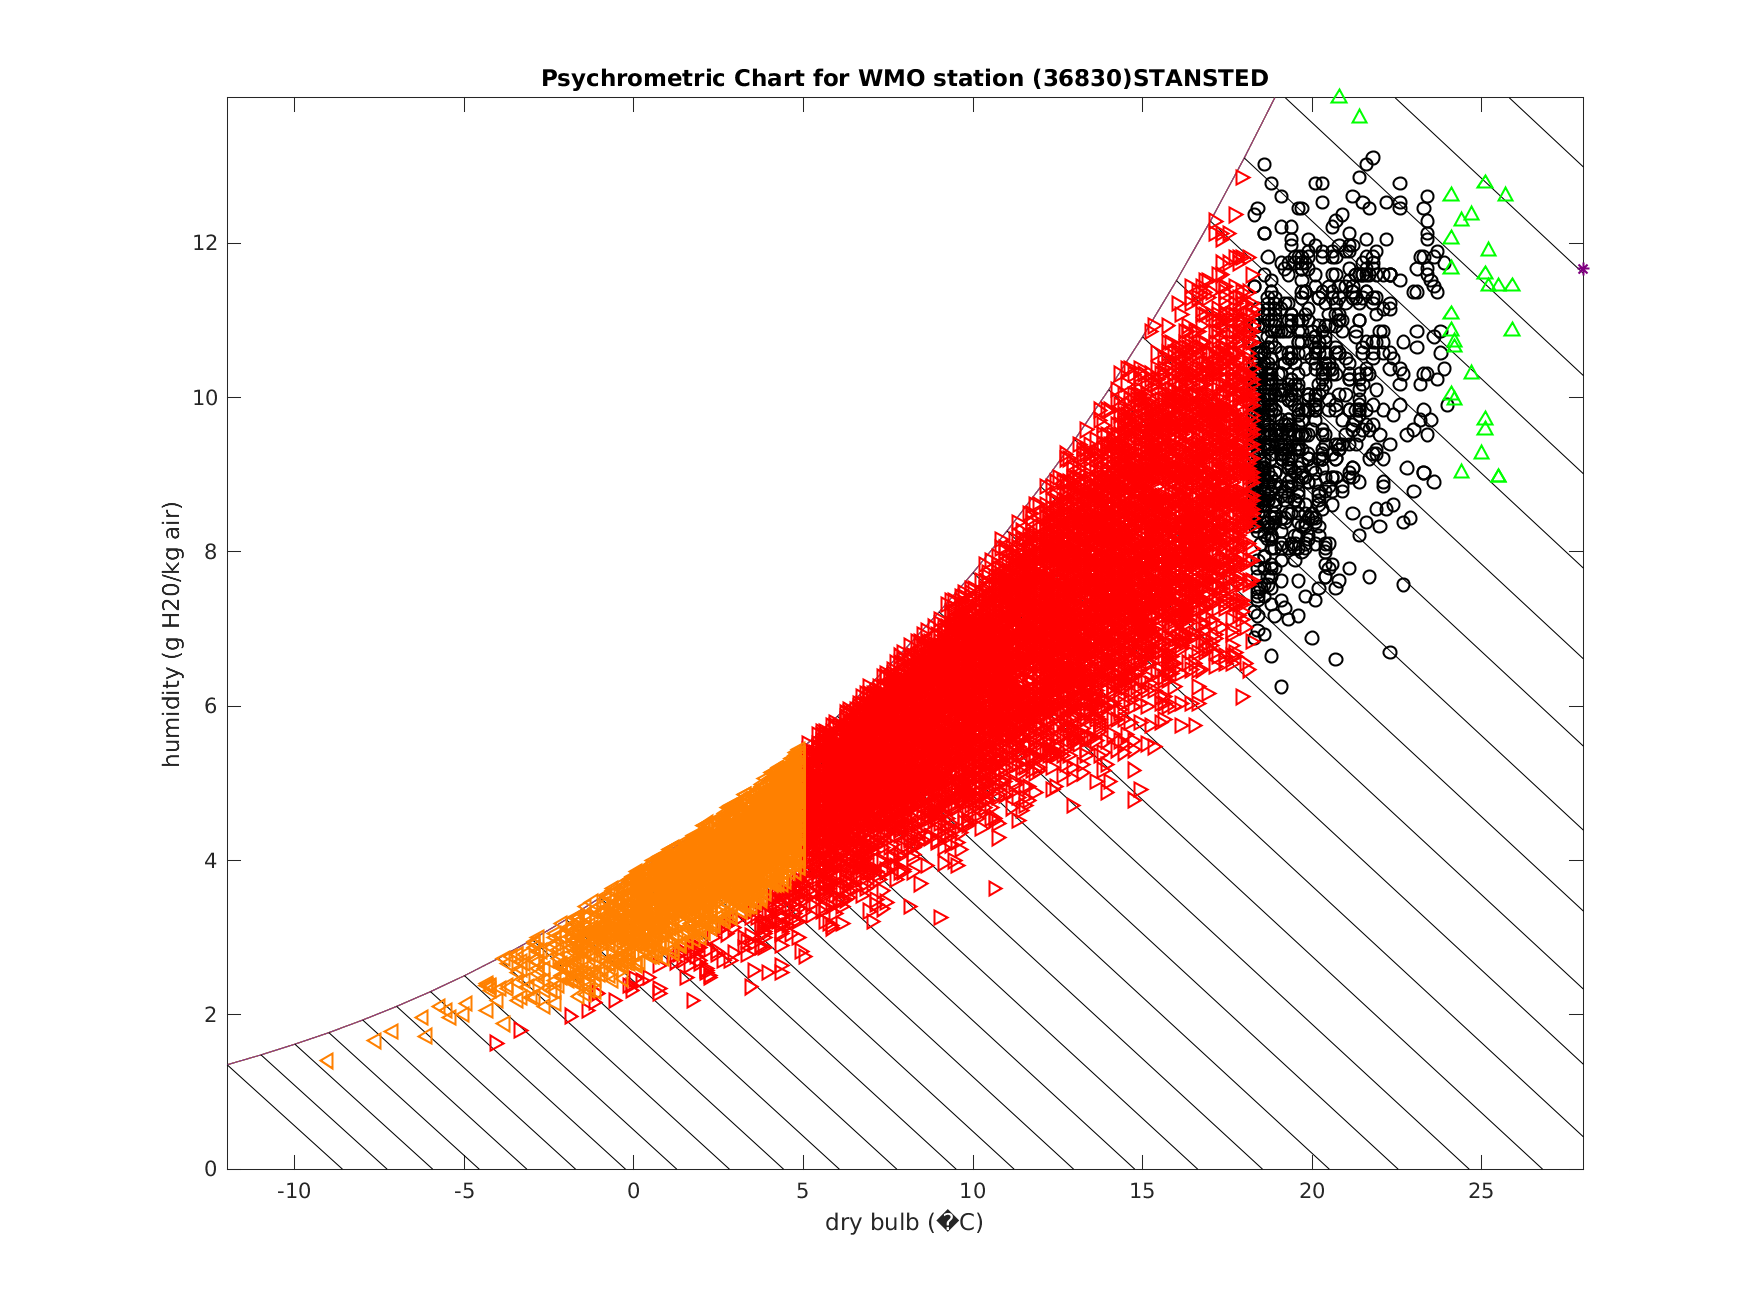 Psychrometric Chart for WMO station (36830)STANSTED
humidity (g H20/kg air)
12
10
8
6
4
2
0
-10 -5 0 5 10 15 20 25
dry bulb (�C)